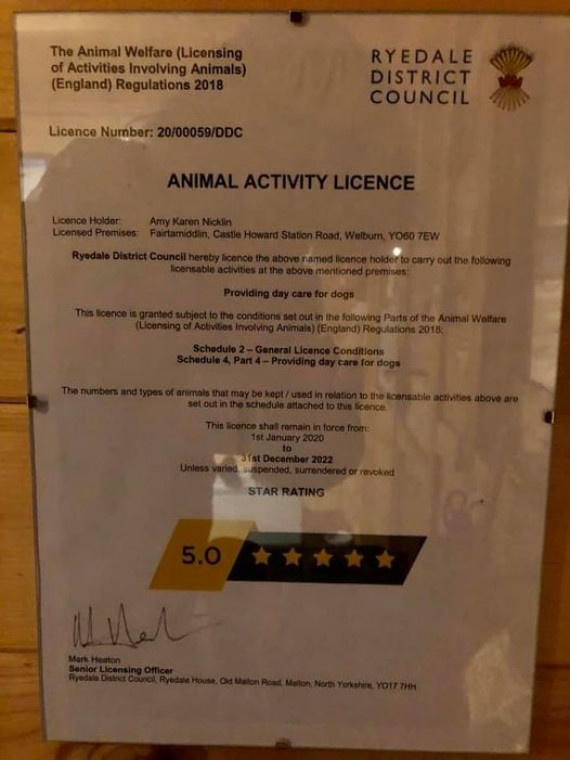 The Animal Welfare (Licensing
of Activities Involving Animals)
(England) Regulations 2018
RYEDALE
DISTRICT
COUNCIL
Licence Number: 20/00059/DDC
ANIMAL ACTIVITY LICENCE
Licence Holder: Amy Karen Nicklin
Licensed Premises: Fairtamiddlin, Castle Howard Station Road, Welburn, YO60 7EW
Ryedale District Council hereby licence the above named licence holder to carry out the following
licensable activities at the above mentioned premises:
Providing day care for dogs
This licence is granted subject to the conditions set out in the following Parts of the Animal Welfare
(Licensing of Activities Involving Animals) (England) Regulations 2018:
Schedule 2 – General Licence Conditions
Schedule 4, Part 4 – Providing day care for dogs
The numbers and types of animals that may be kept / used in relation to the licensable activities above are
set out in the schedule attached to this licence.
This licence shall remain in force from:
1st January 2020
to
31st December 2022
Unless varied, suspended, surrendered or revoked
STAR RATING
5.0
Mark Heaton
Senior Licensing Officer
Ryedale District Council, Ryedale House, Old Malton Road, Malton, North Yorkshire, YO17 7HH